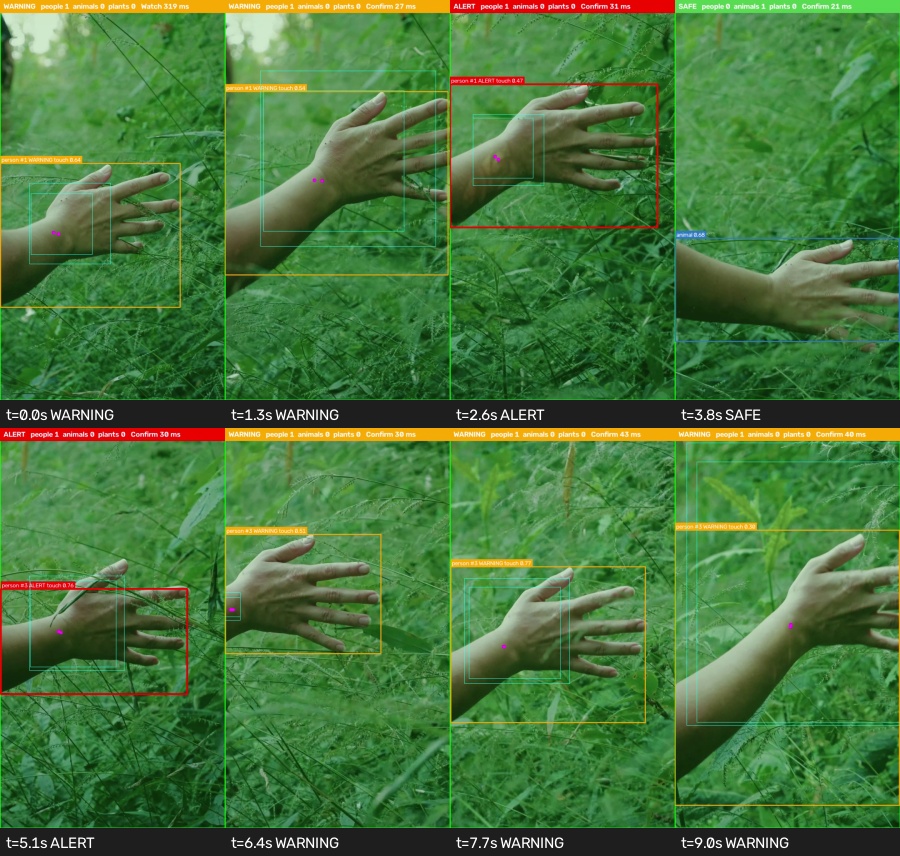 WARNING people 1 animals 0 plants 0 Watch 319 ms
WARNING people 1 animals 0 plants 0 Confirm 27 ms
ALERT people 1 animals 0 plants 0 Confirm 31 ms
SAFE people 0 animals 1 plants 0 Confirm 21 ms
person #1 WARNING touch 0.64
person #1 WARNING touch 0.54
person #1 ALERT touch 0.47
animal 0.68
t=0.0s WARNING
t=1.3s WARNING
t=2.6s ALERT
t=3.8s SAFE
ALERT people 1 animals 0 plants 0 Confirm 30 ms
WARNING people 1 animals 0 plants 0 Confirm 30 ms
WARNING people 1 animals 0 plants 0 Confirm 43 ms
WARNING people 1 animals 0 plants 0 Confirm 40 ms
person #3 ALERT touch 0.76
person #3 WARNING touch
person #3 WARNING touch 0.77
person #3 WARNING touch
t=5.1s ALERT
t=6.4s WARNING
t=7.7s WARNING
t=9.0s WARNING